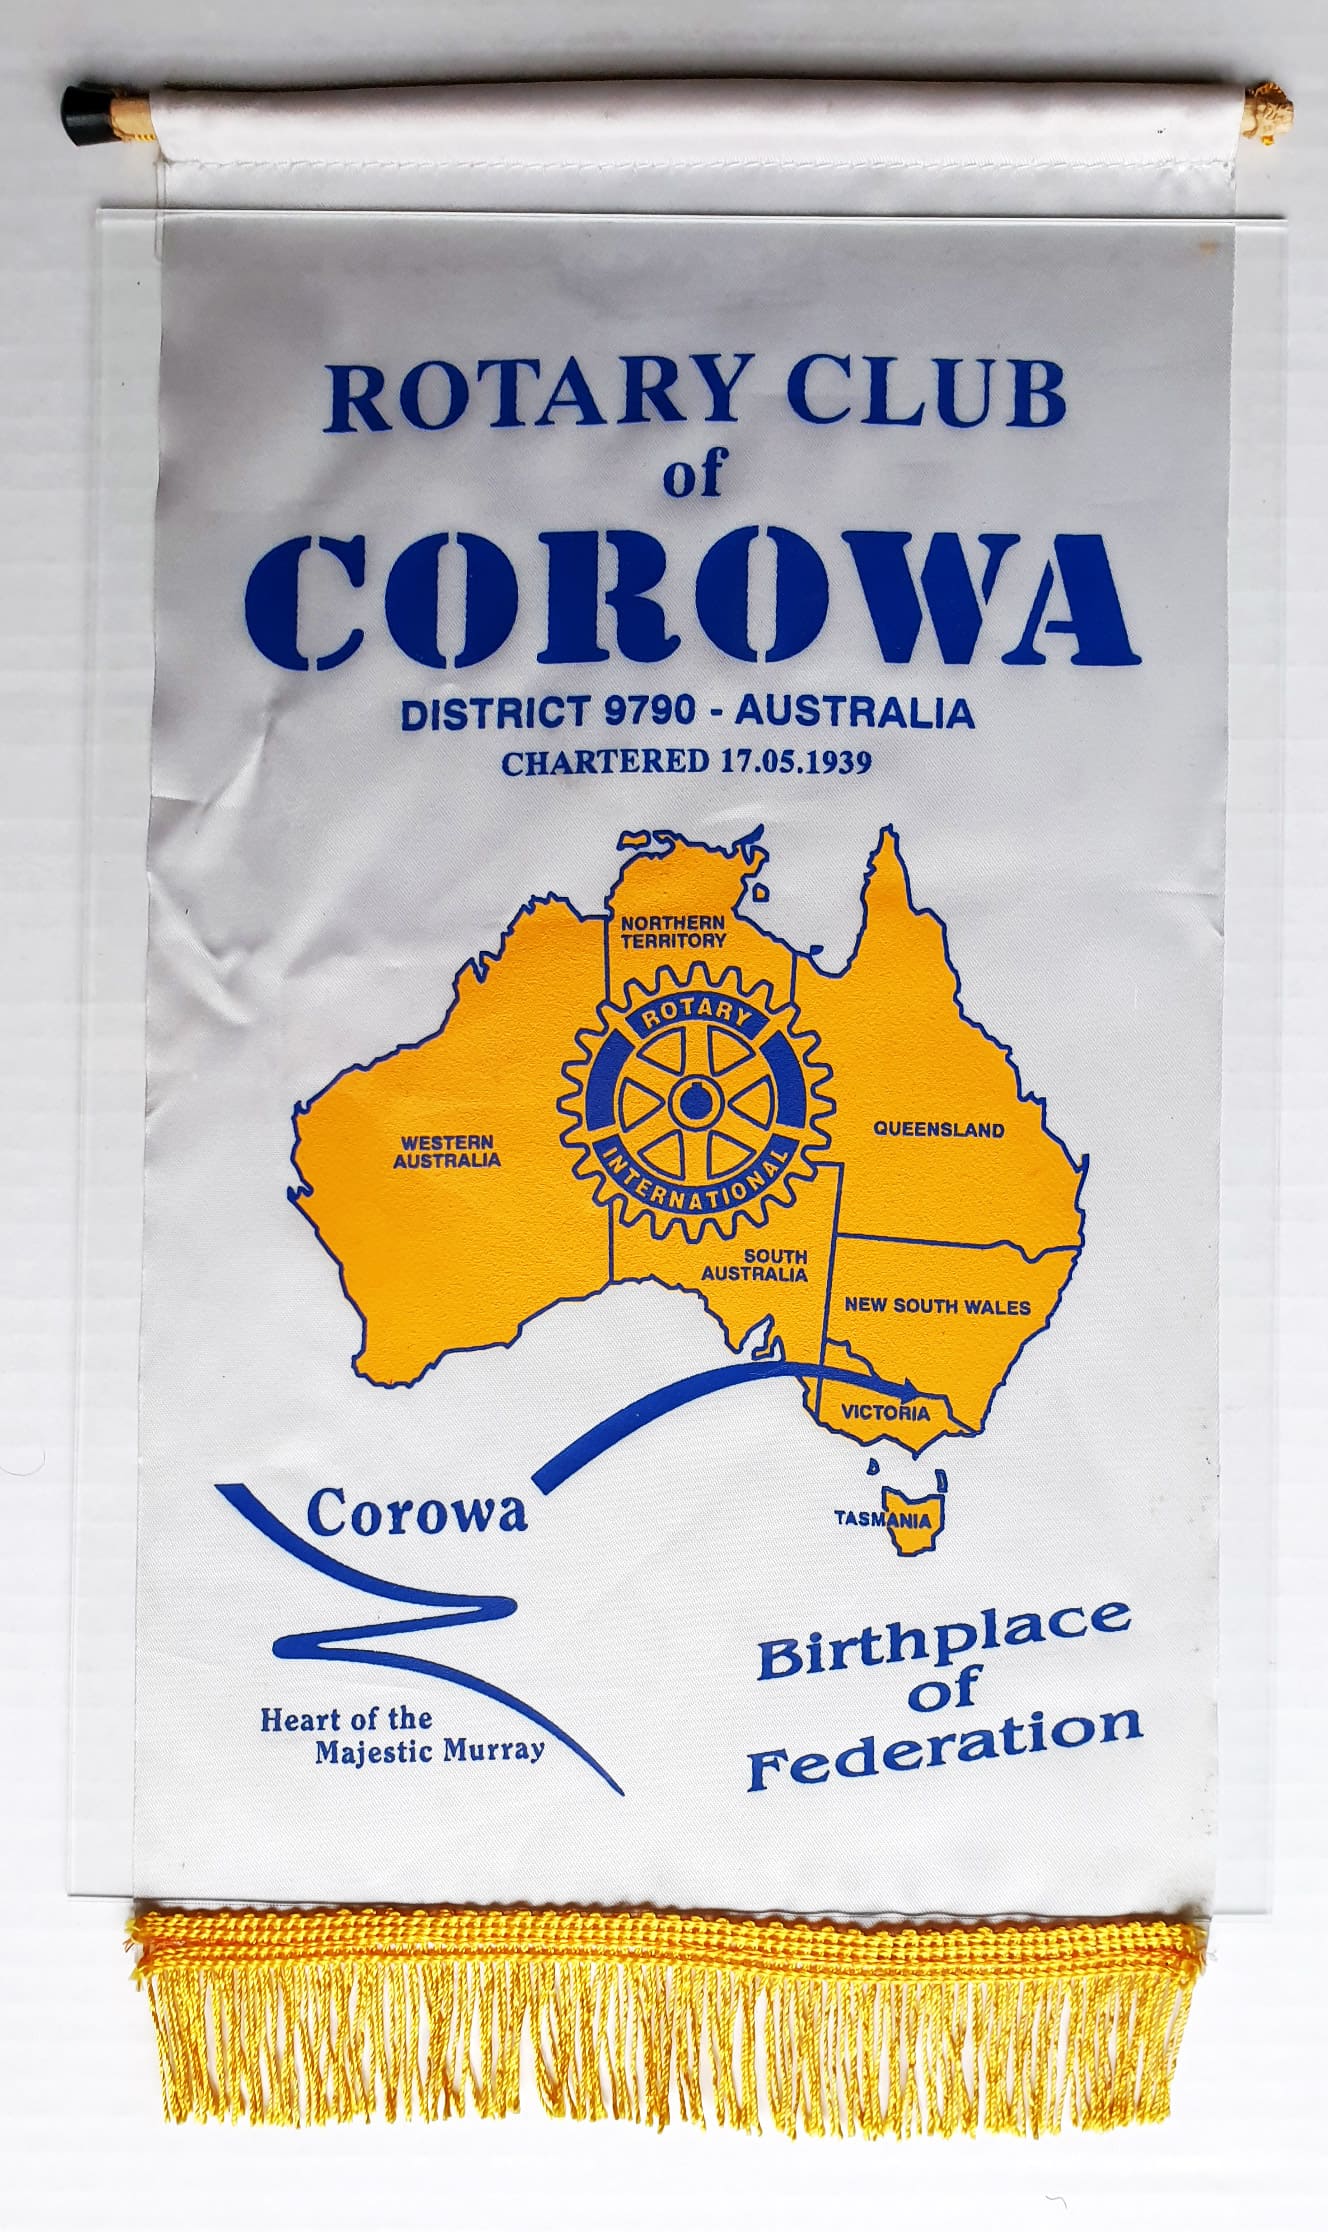 ROTARY CLUB
of
COROWA
DISTRICT 9790 - AUSTRALIA
CHARTERED 17.05.1939
NORTHERN
TERRITORY
ROTARY
INTERNATIONAL
WESTERN
AUSTRALIA
QUEENSLAND
SOUTH
AUSTRALIA
NEW SOUTH WALES
VICTORIA
TASMANIA
Corowa
Heart of the
Majestic Murray
Birthplace
of
Federation